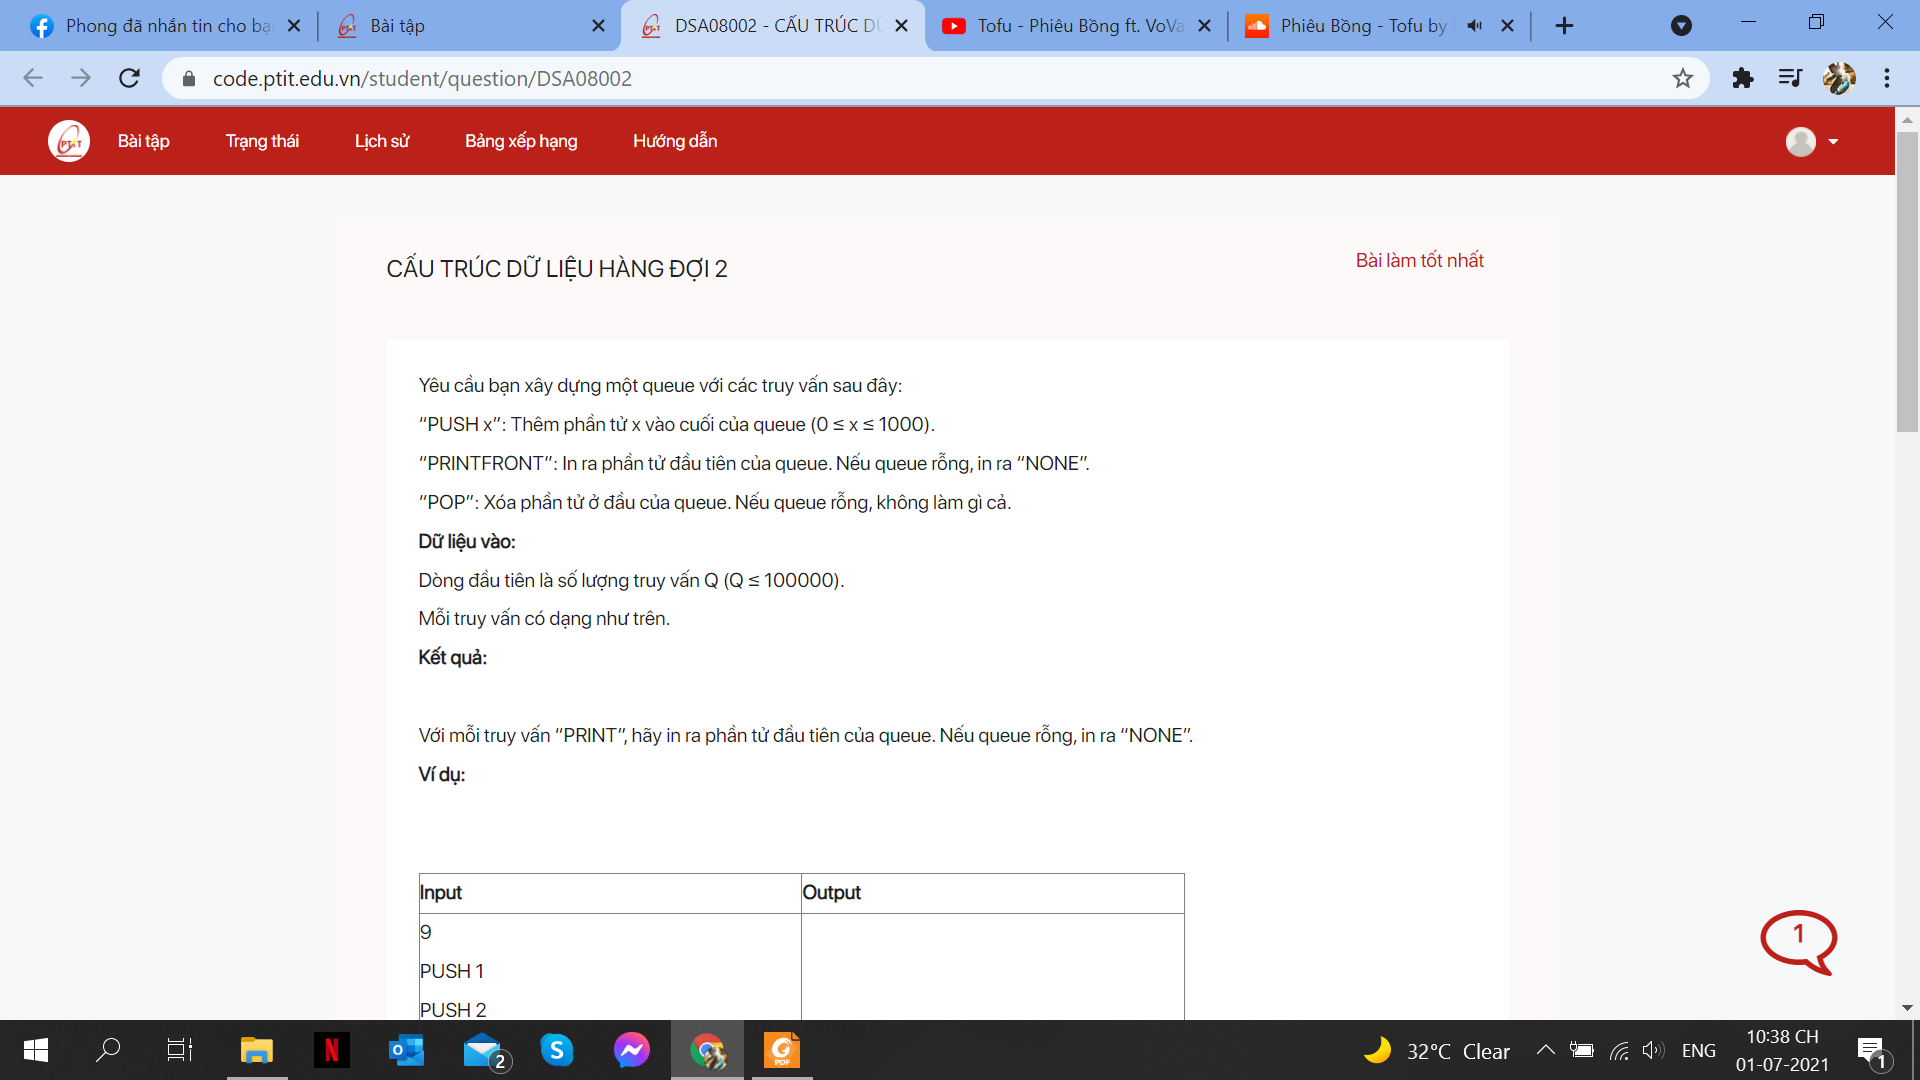 Phong đã nhắn tin cho bạ
Bài tập
DSA08002 - CẤU TRÚC DỮ
Tofu - Phiêu Bồng ft. VoVa
Phiêu Bồng - Tofu by
code.ptit.edu.vn/student/question/DSA08002
PTIT
Bài tập
Trạng thái
Lịch sử
Bảng xếp hạng
Hướng dẫn
CẤU TRÚC DỮ LIỆU HÀNG ĐỢI 2
Bài làm tốt nhất
Yêu cầu bạn xây dựng một queue với các truy vấn sau đây:
“PUSH x”: Thêm phần tử x vào cuối của queue (0 ≤ x ≤ 1000).
“PRINTFRONT”: In ra phần tử đầu tiên của queue. Nếu queue rỗng, in ra “NONE”.
“POP”: Xóa phần tử ở đầu của queue. Nếu queue rỗng, không làm gì cả.
Dữ liệu vào:
Dòng đầu tiên là số lượng truy vấn Q (Q ≤ 100000).
Mỗi truy vấn có dạng như trên.
Kết quả:
Với mỗi truy vấn “PRINT”, hãy in ra phần tử đầu tiên của queue. Nếu queue rỗng, in ra “NONE”.
Ví dụ:
Input
Output
9
PUSH 1
PUSH 2
1
2
PDF
32°C Clear
ENG
10:38 CH
01-07-2021
1